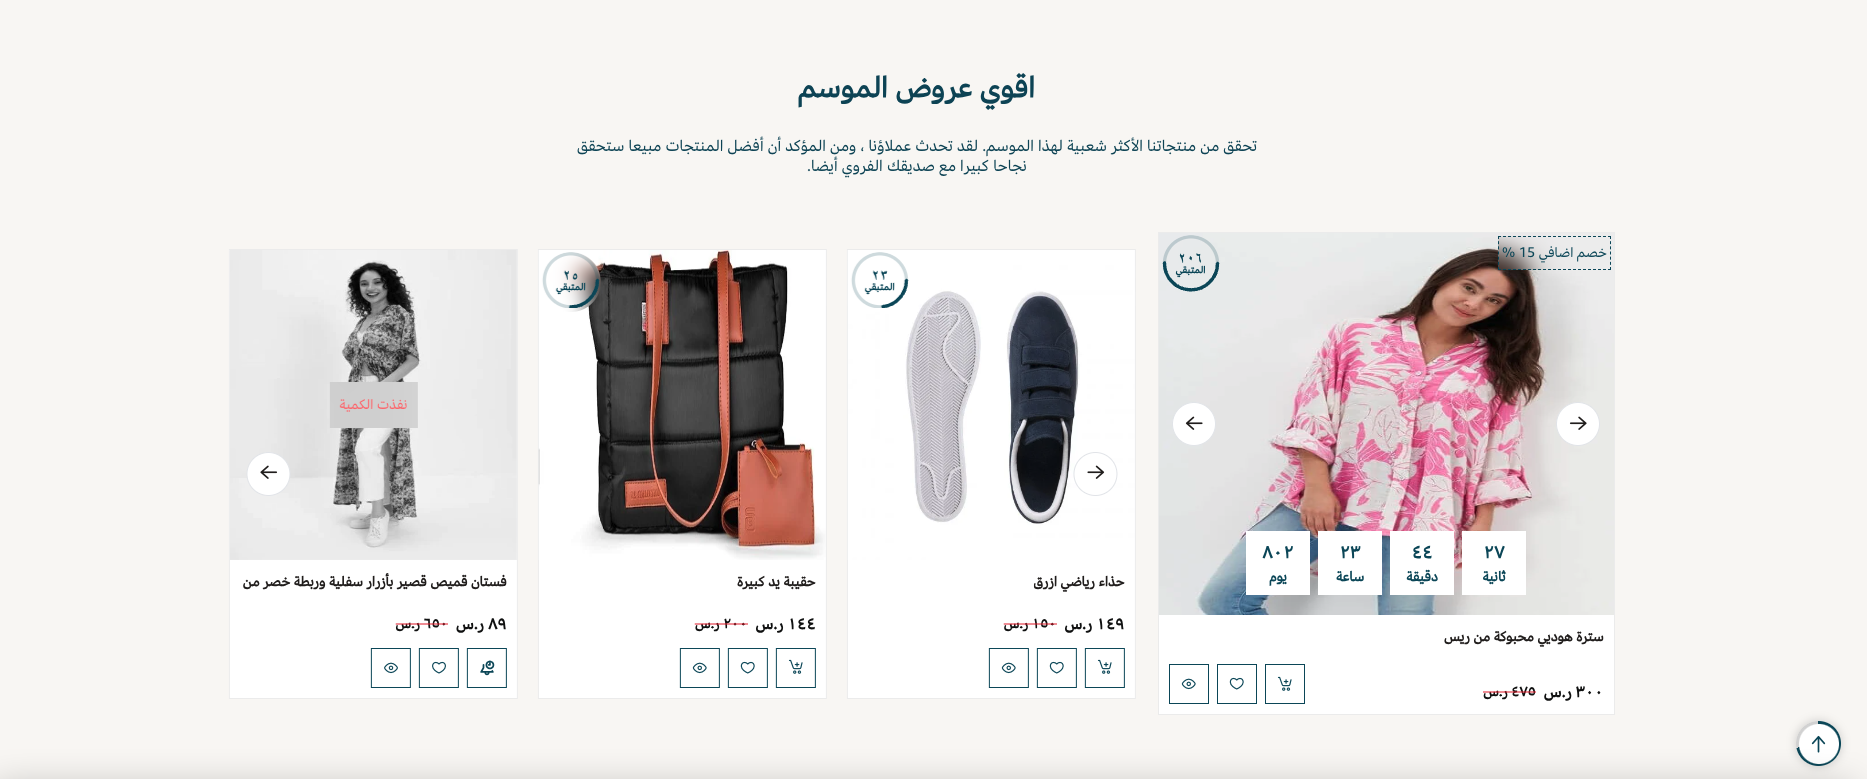 اقوي عروض الموسم
تحقق من منتجاتنا الأكثر شعبية لهذا الموسم. لقد تحدث عملاؤنا ، ومن المؤكد أن أفضل المنتجات مبيعا ستحقق
نجاحا كبيرا مع صديقك الفروي أيضا.
خصم اضافي 15 %
٢٠٦
المتبقي
٢٧
ثانية
٤٤
دقيقة
٢٣
ساعة
٨٠٢
يوم
سترة هوديي محبوكة من ريس
٣٠٠ ر.س ٤٧٥ ر.س
٢٣
المتبقي
حذاء رياضي ازرق
١٤٩ ر.س ١٥٠ ر.س
٢٥
المتبقي
حقيبة يد كبيرة
١٤٤ ر.س ٢٠٠ ر.س
نفذت الكمية
فستان قميص قصير بأزرار سفلية وربطة خصر من
٨٩ ر.س ٦٥٠ ر.س